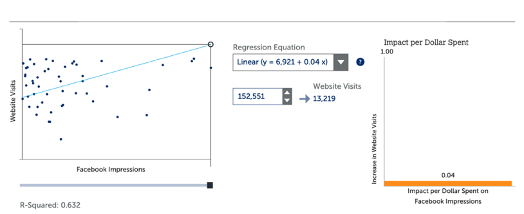 Impact per Dollar Spent
Regression Equation
1.00
Linear (y = 6,921 + 0.04 x)
?
Website Visits
152,551
13,219
Website Visits
Increase in Website Visits
0.04
Facebook Impressions
Impact per Dollar Spent on
Facebook Impressions
R-Squared: 0.632